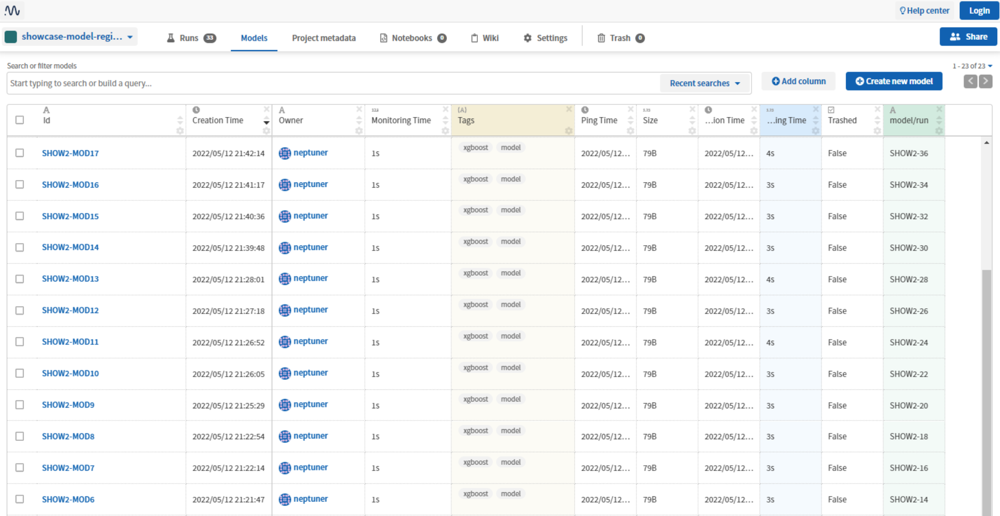 Help center Login
showcase-model-regi... Runs 33 Models Project metadata Notebooks 0 Wiki Settings Trash 0 Share
Search or filter models 1 - 23 of 23
Start typing to search or build a query... Recent searches Add column Create new model
A A 123 {A} 1.23 1.23 A
Id Creation Time Owner Monitoring Time Tags Ping Time Size ...ion Time ...ing Time Trashed model/run
SHOW2-MOD17 2022/05/12 21:42:14 neptuner 1s xgboost model 2022/05/12... 79B 2022/05/12... 4s False SHOW2-36
SHOW2-MOD16 2022/05/12 21:41:17 neptuner 1s xgboost model 2022/05/12... 79B 2022/05/12... 3s False SHOW2-34
SHOW2-MOD15 2022/05/12 21:40:36 neptuner 1s xgboost model 2022/05/12... 79B 2022/05/12... 3s False SHOW2-32
SHOW2-MOD14 2022/05/12 21:39:48 neptuner 1s xgboost model 2022/05/12... 79B 2022/05/12... 3s False SHOW2-30
SHOW2-MOD13 2022/05/12 21:28:01 neptuner 1s xgboost model 2022/05/12... 79B 2022/05/12... 4s False SHOW2-28
SHOW2-MOD12 2022/05/12 21:27:18 neptuner 1s xgboost model 2022/05/12... 79B 2022/05/12... 3s False SHOW2-26
SHOW2-MOD11 2022/05/12 21:26:52 neptuner 1s xgboost model 2022/05/12... 79B 2022/05/12... 4s False SHOW2-24
SHOW2-MOD10 2022/05/12 21:26:05 neptuner 1s xgboost model 2022/05/12... 79B 2022/05/12... 3s False SHOW2-22
SHOW2-MOD9 2022/05/12 21:25:29 neptuner 1s xgboost model 2022/05/12... 79B 2022/05/12... 3s False SHOW2-20
SHOW2-MOD8 2022/05/12 21:22:54 neptuner 1s xgboost model 2022/05/12... 79B 2022/05/12... 3s False SHOW2-18
SHOW2-MOD7 2022/05/12 21:22:14 neptuner 1s xgboost model 2022/05/12... 79B 2022/05/12... 3s False SHOW2-16
SHOW2-MOD6 2022/05/12 21:21:47 neptuner 1s xgboost model 2022/05/12... 79B 2022/05/12... 3s False SHOW2-14